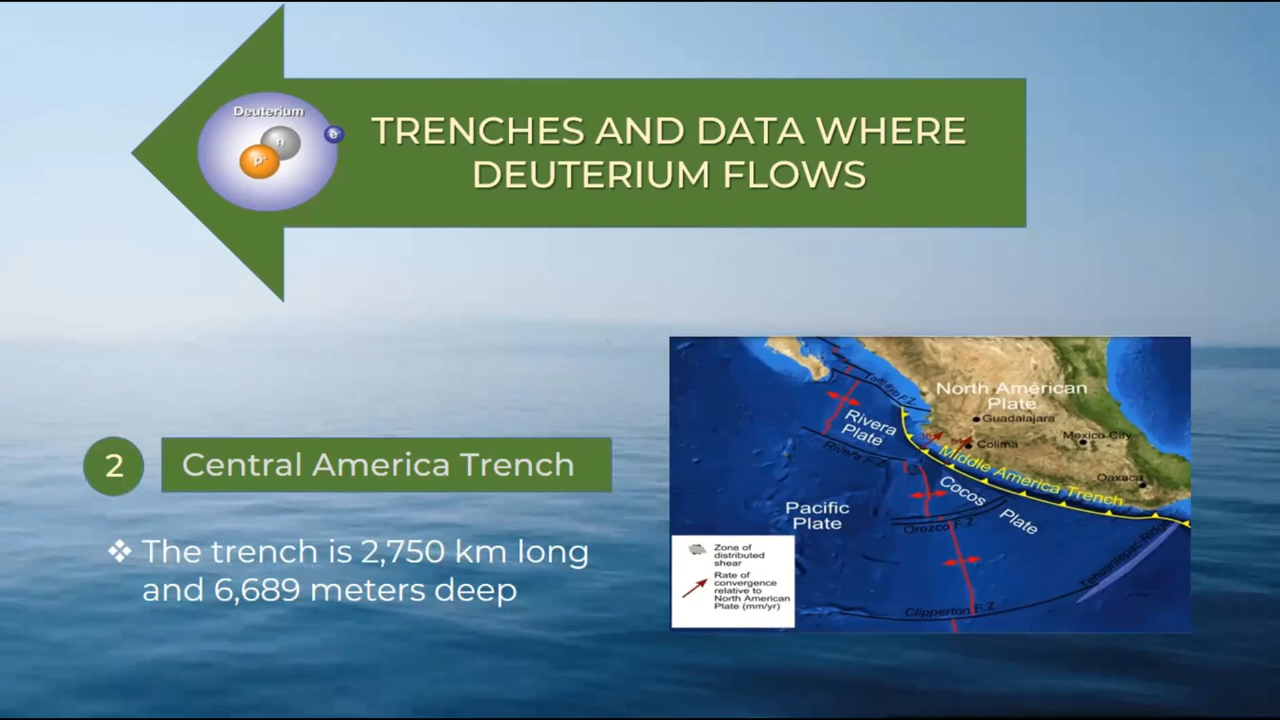 Deuterium
n
p⁺
e⁻
TRENCHES AND DATA WHERE
DEUTERIUM FLOWS
2
Central America Trench
❖ The trench is 2,750 km long
and 6,689 meters deep
North American
Plate
Guadalajara
Rivera
Plate
Colima
Mexico City
Middle America Trench
Oaxaca
Rivera F.Z
Cocos
Plate
Pacific
Plate
Orozco F.Z
Clipperton F.Z
Zone of
distributed
shear
Rate of
convergence
relative to
North American
Plate (mm/yr)